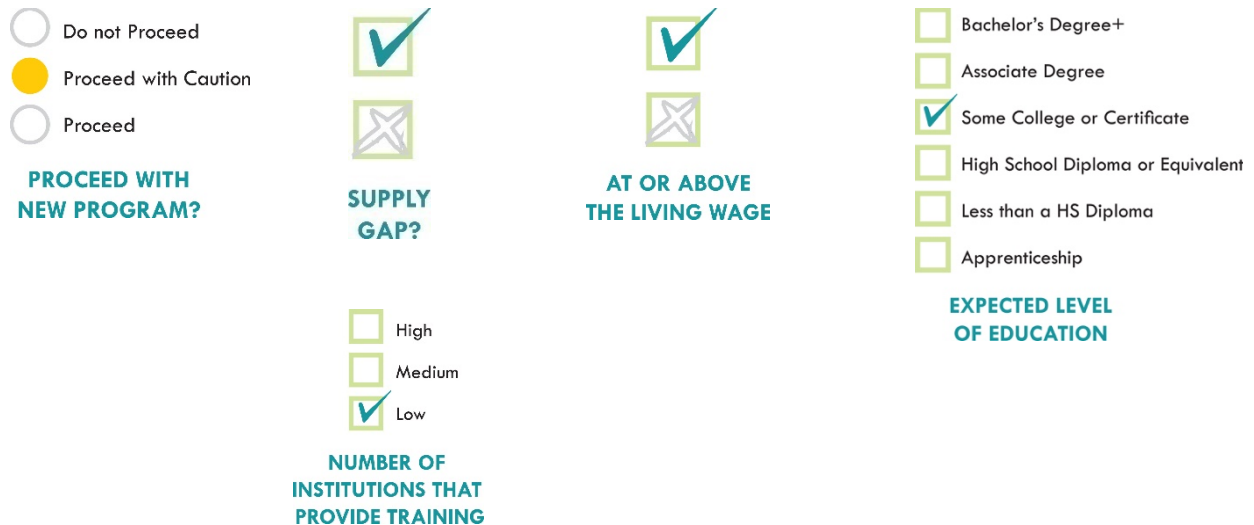 Do not Proceed
Proceed with Caution
Proceed
PROCEED WITH
NEW PROGRAM?
SUPPLY
GAP?
AT OR ABOVE
THE LIVING WAGE
Bachelor's Degree+
Associate Degree
Some College or Certificate
High School Diploma or Equivalent
Less than a HS Diploma
Apprenticeship
EXPECTED LEVEL
OF EDUCATION
High
Medium
Low
NUMBER OF
INSTITUTIONS THAT
PROVIDE TRAINING